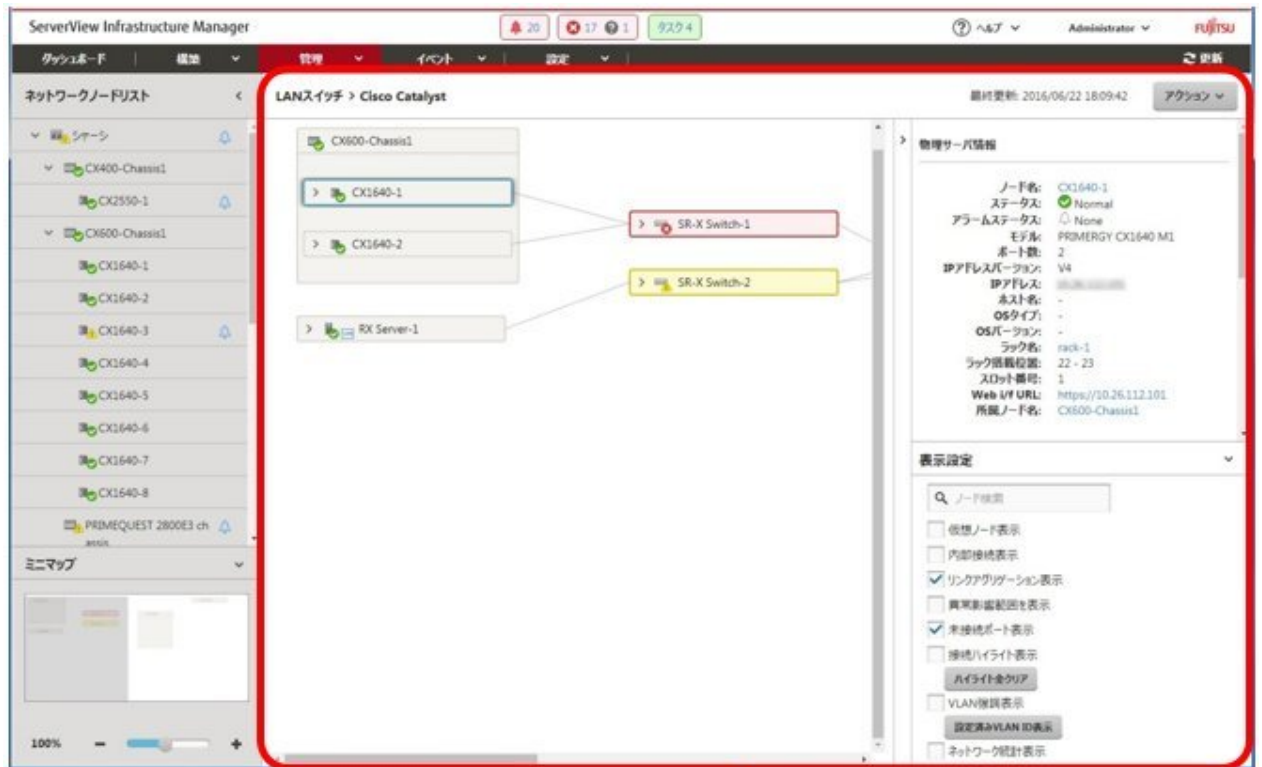 ServerView Infrastructure Manager
20
17
1
タスク 4
ヘルプ
Administrator
FUJITSU
ダッシュボード
構築
管理
イベント
設定
更新
ネットワークノードリスト
LANスイッチ > Cisco Catalyst
最終更新: 2016/06/22 18:09:42
アクション
シャーシ
CX400-Chassis1
CX2550-1
CX600-Chassis1
CX1640-1
CX1640-2
CX1640-3
CX1640-4
CX1640-5
CX1640-6
CX1640-7
CX1640-8
PRIMEQUEST 2800E3 ch
assis
ミニマップ
100%
CX600-Chassis1
CX1640-1
CX1640-2
RX Server-1
SR-X Switch-1
SR-X Switch-2
物理サーバ情報
ノード名: CX1640-1
ステータス: Normal
アラームステータス: None
モデル: PRIMERGY CX1640 M1
ポート数: 2
IPアドレスバージョン: V4
IPアドレス:
ホスト名: -
OSタイプ: -
OSバージョン: -
ラック名: rack-1
ラック搭載位置: 22 - 23
スロット番号: 1
Web i/f URL: https://10.26.112.101
所属ノード名: CX600-Chassis1
表示設定
ノード検索
仮想ノード表示
内部接続表示
リンクアグリゲーション表示
異常影響範囲を表示
未接続ポート表示
接続ハイライト表示
ハイライト全クリア
VLAN強調表示
設定済みVLAN ID表示
ネットワーク統計表示